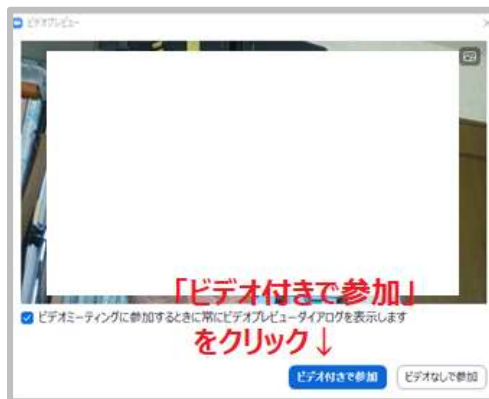 ビデオプレビュー
「ビデオ付きで参加」
ビデオミーティングに参加するときに常にビデオプレビューダイアログを表示します
をクリック↓
ビデオ付きで参加
ビデオなしで参加